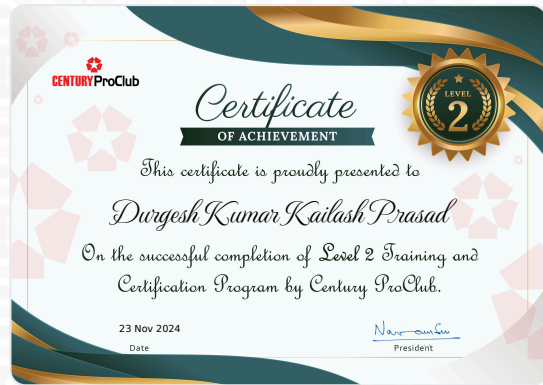 CENTURY ProClub
LEVEL
2
Certificate
OF ACHIEVEMENT
This certificate is proudly presented to
Durgesh Kumar Kailash Prasad
On the successful completion of Level 2 Training and
Certification Program by Century ProClub.
23 Nov 2024
Date
President